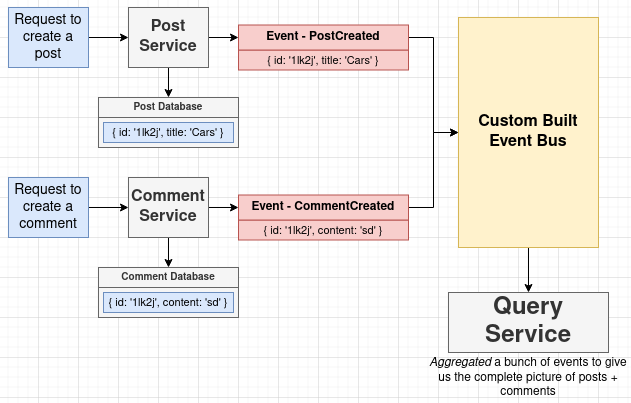 Request to
create a
post
Post
Service
Event - PostCreated
{ id: '1lk2j', title: 'Cars' }
Post Database
{ id: '1lk2j', title: 'Cars' }
Custom Built
Event Bus
Request to
create a
comment
Comment
Service
Event - CommentCreated
{ id: '1lk2j', content: 'sd' }
Comment Database
{ id: '1lk2j', content: 'sd' }
Query
Service
Aggregated a bunch of events to give
us the complete picture of posts +
comments